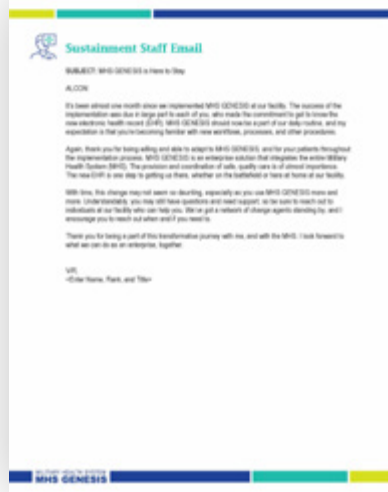 Sustainment Staff Email
SUBJECT: MHS GENESIS is Here to Stay
ALCON:
It's been almost one month since we implemented MHS GENESIS at our facility. The success of the
implementation was due in large part to each of you, who made the commitment to get to know the
new electronic health record (EHR). MHS GENESIS should now be a part of our daily routine, and my
expectation is that you're becoming familiar with new workflows, processes, and other procedures.
Again, thank you for being willing and able to adapt to MHS GENESIS, and for your patients throughout
the implementation process. MHS GENESIS is an enterprise solution that integrates the entire Military
Health System (MHS). The provision and coordination of safe, quality care is of utmost importance.
The new EHR is one step to getting us there, whether on the battlefield or here at home at our facility.
With time, this change may not seem so daunting, especially as you use MHS GENESIS more and
more. Understandably, you may still have questions and need support, so be sure to reach out to
individuals at our facility who can help you. We've got a network of change agents standing by, and I
encourage you to reach out when and if you need is.
Thank you for being a part of this transformative journey with me, and with the MHS. I look forward to
what we can do as an enterprise, together.
V/R,
<Enter Name, Rank, and Title>
MILITARY HEALTH SYSTEM
MHS GENESIS